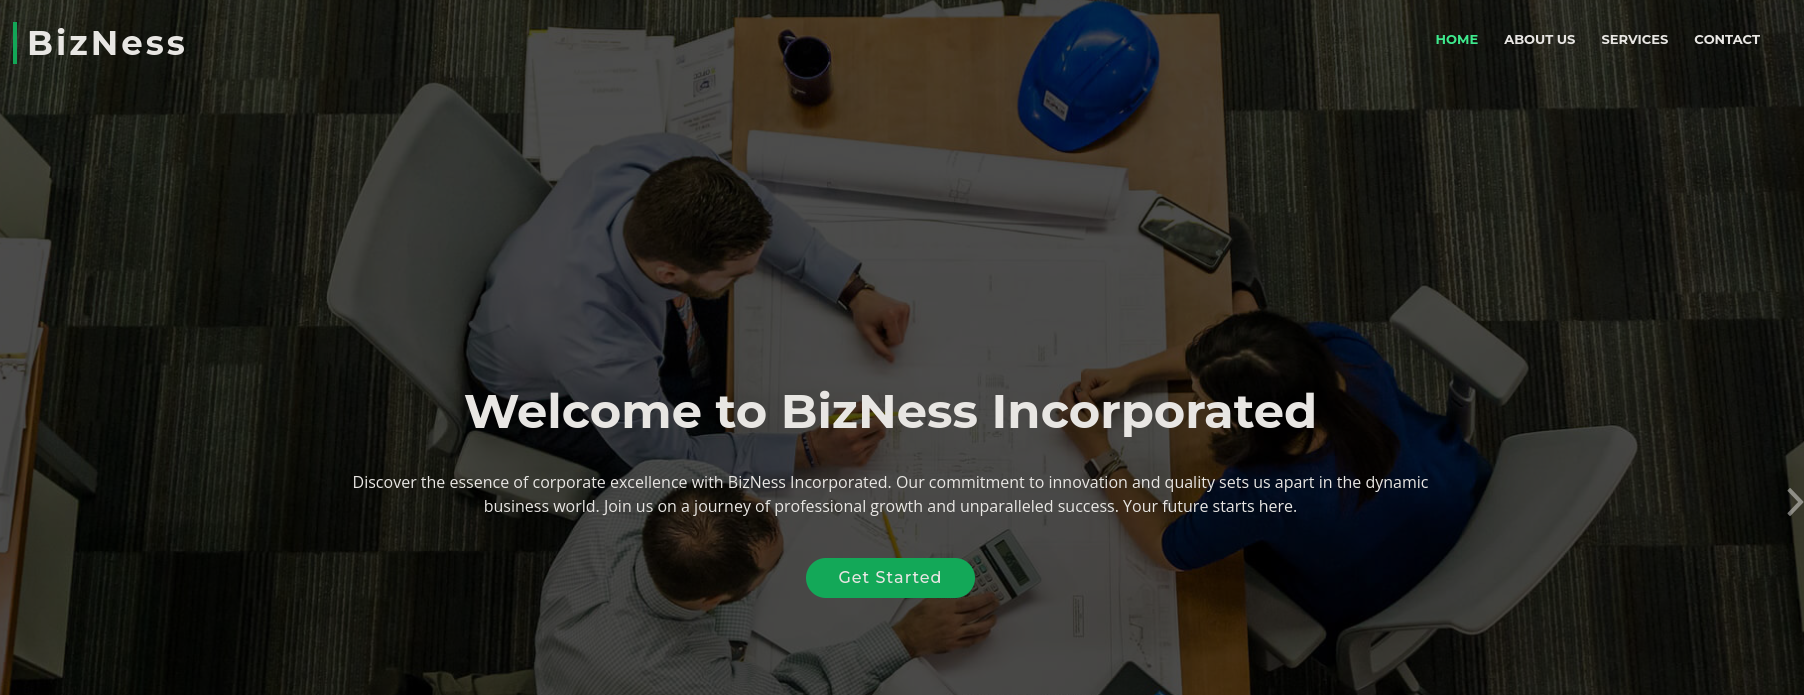 BizNess
HOME ABOUT US SERVICES CONTACT
Welcome to BizNess Incorporated
Discover the essence of corporate excellence with BizNess Incorporated. Our commitment to innovation and quality sets us apart in the dynamic
business world. Join us on a journey of professional growth and unparalleled success. Your future starts here.
Get Started